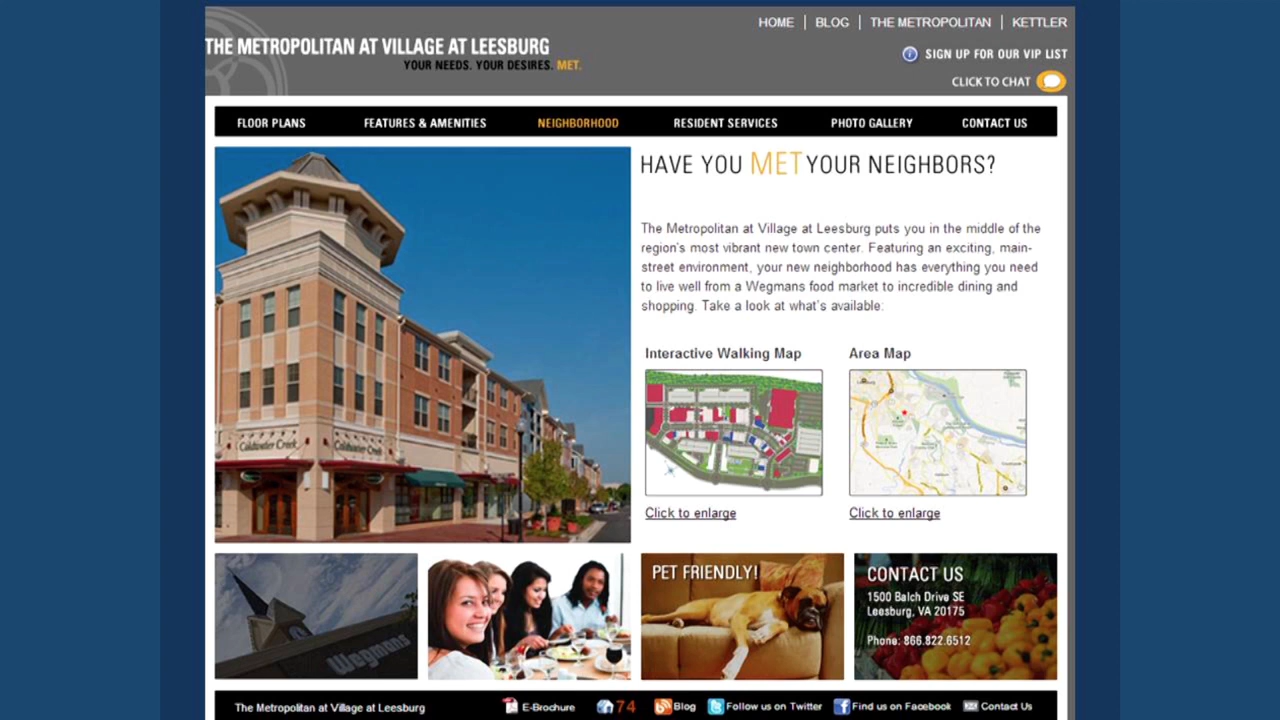 HOME | BLOG | THE METROPOLITAN | KETTLER
THE METROPOLITAN AT VILLAGE AT LEESBURG
YOUR NEEDS. YOUR DESIRES. MET.
SIGN UP FOR OUR VIP LIST
CLICK TO CHAT
FLOOR PLANS FEATURES & AMENITIES NEIGHBORHOOD RESIDENT SERVICES PHOTO GALLERY CONTACT US
HAVE YOU MET YOUR NEIGHBORS?
The Metropolitan at Village at Leesburg puts you in the middle of the
region's most vibrant new town center. Featuring an exciting, main-
street environment, your new neighborhood has everything you need
to live well from a Wegmans food market to incredible dining and
shopping. Take a look at what's available:
Interactive Walking Map Area Map
Click to enlarge Click to enlarge
Coldwater Creek Coldwater Creek
Wegmans
PET FRIENDLY!
CONTACT US
1500 Balch Drive SE
Leesburg, VA 20175
Phone: 866.822.6512
The Metropolitan at Village at Leesburg E-Brochure 74 Blog Follow us on Twitter Find us on Facebook Contact Us